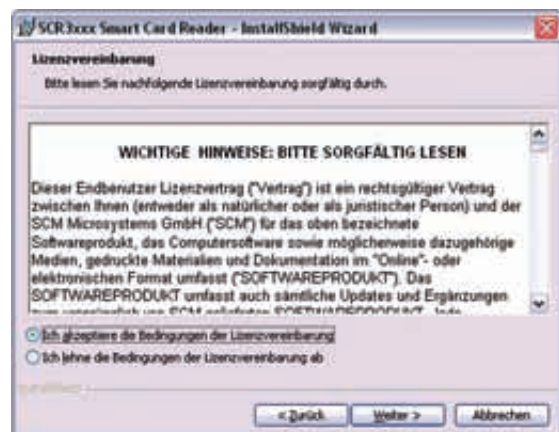 SCR3xxx Smart Card Reader - InstallShield Wizard
Lizenzvereinbarung
Bitte lesen Sie nachfolgende Lizenzvereinbarung sorgfältig durch.
WICHTIGE HINWEISE: BITTE SORGFÄLTIG LESEN
Dieser Endbenutzer Lizenzvertrag ("Vertrag") ist ein rechtsgültiger Vertrag
zwischen Ihnen (entweder als natürlicher oder als juristischer Person) und der
SCM Microsystems GmbH ("SCM") für das oben bezeichnete
Softwareprodukt, das Computersoftware sowie möglicherweise dazugehörige
Medien, gedruckte Materialien und Dokumentation im "Online"- oder
elektronischen Format umfasst ("SOFTWAREPRODUKT"). Das
SOFTWAREPRODUKT umfasst auch sämtliche Updates und Ergänzungen
Ich akzeptiere die Bedingungen der Lizenzvereinbarung
Ich lehne die Bedingungen der Lizenzvereinbarung ab
< Zurück Weiter > Abbrechen